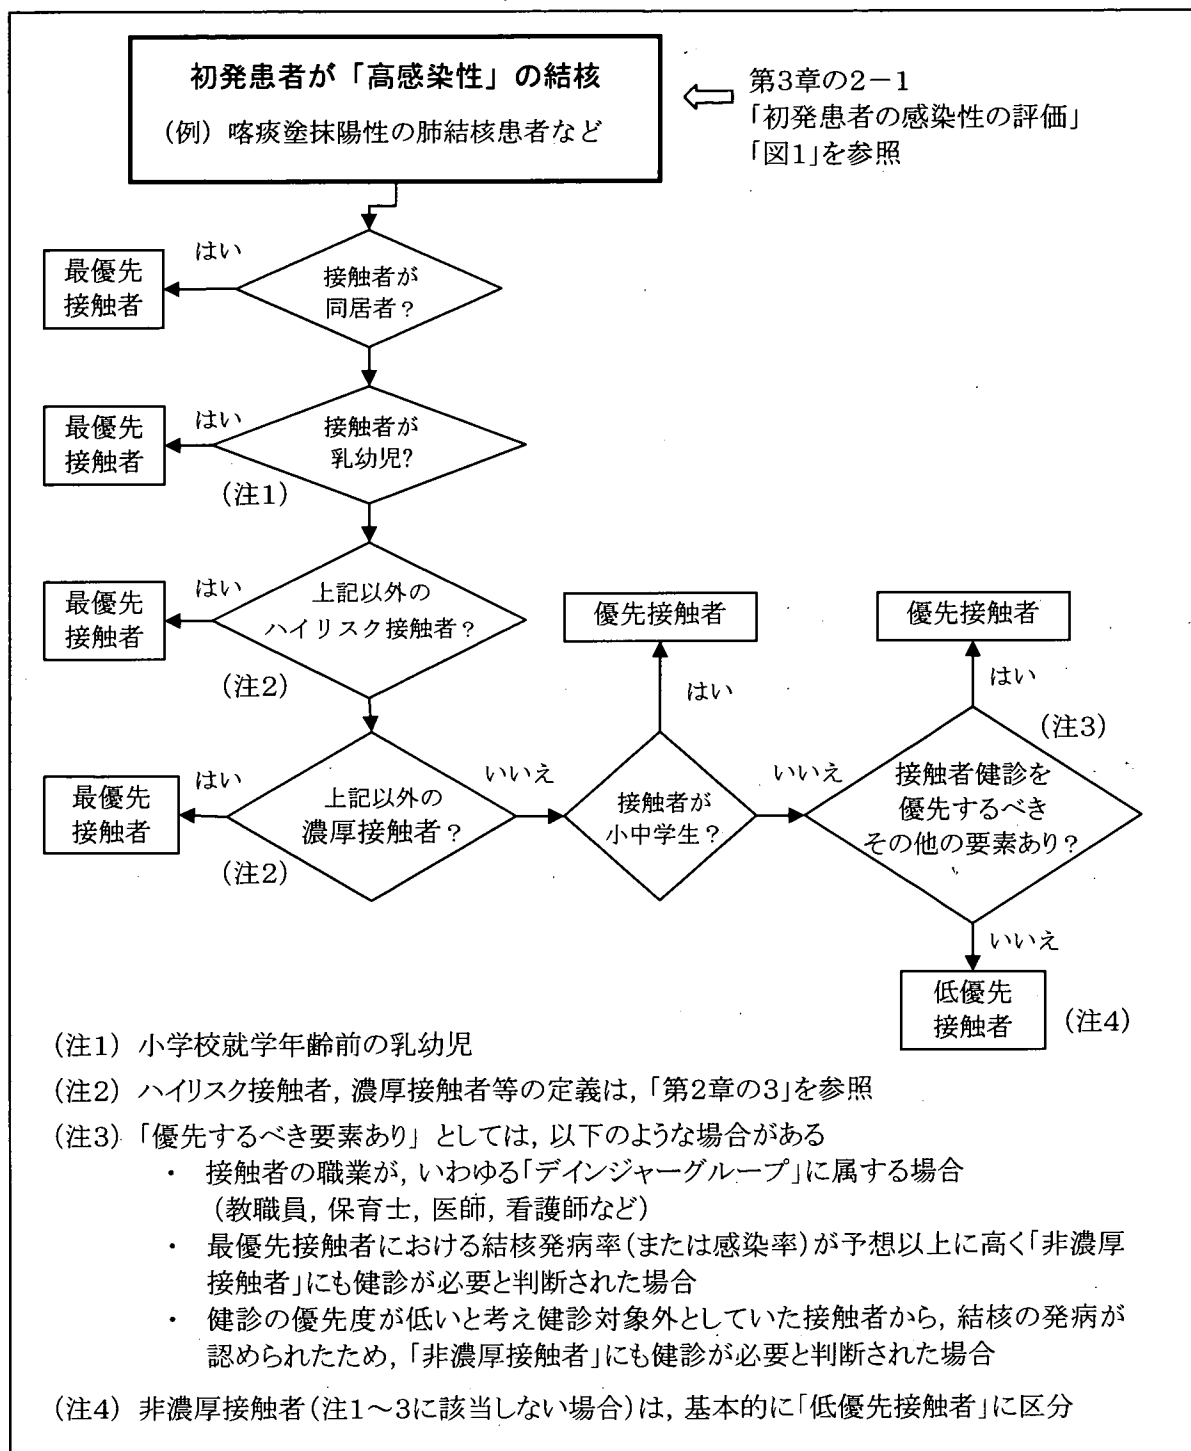 初発患者が「高感染性」の結核
(例) 喀痰塗抹陽性の肺結核患者など
第3章の2－1
「初発患者の感染性の評価」
「図1」を参照
はい
最優先
接触者
接触者が
同居者？
はい
最優先
接触者
接触者が
乳幼児?
(注1)
はい
最優先
接触者
上記以外の
ハイリスク接触者？
(注2)
優先接触者
優先接触者
はい
はい
はい
最優先
接触者
上記以外の
濃厚接触者？
(注2)
いいえ
接触者が
小中学生？
いいえ
(注3)
接触者健診を
優先するべき
その他の要素あり？
いいえ
低優先
接触者
(注4)
(注1) 小学校就学年齢前の乳幼児
(注2) ハイリスク接触者, 濃厚接触者等の定義は,「第2章の3」を参照
(注3) 「優先するべき要素あり」としては, 以下のような場合がある
・ 接触者の職業が, いわゆる「デインジャーグループ」に属する場合
(教職員, 保育士, 医師, 看護師など)
・ 最優先接触者における結核発病率(または感染率)が予想以上に高く「非濃厚
接触者」にも健診が必要と判断された場合
・ 健診の優先度が低いと考え健診対象外としていた接触者から, 結核の発病が
認められたため,「非濃厚接触者」にも健診が必要と判断された場合
(注4) 非濃厚接触者(注1～3に該当しない場合)は, 基本的に「低優先接触者」に区分